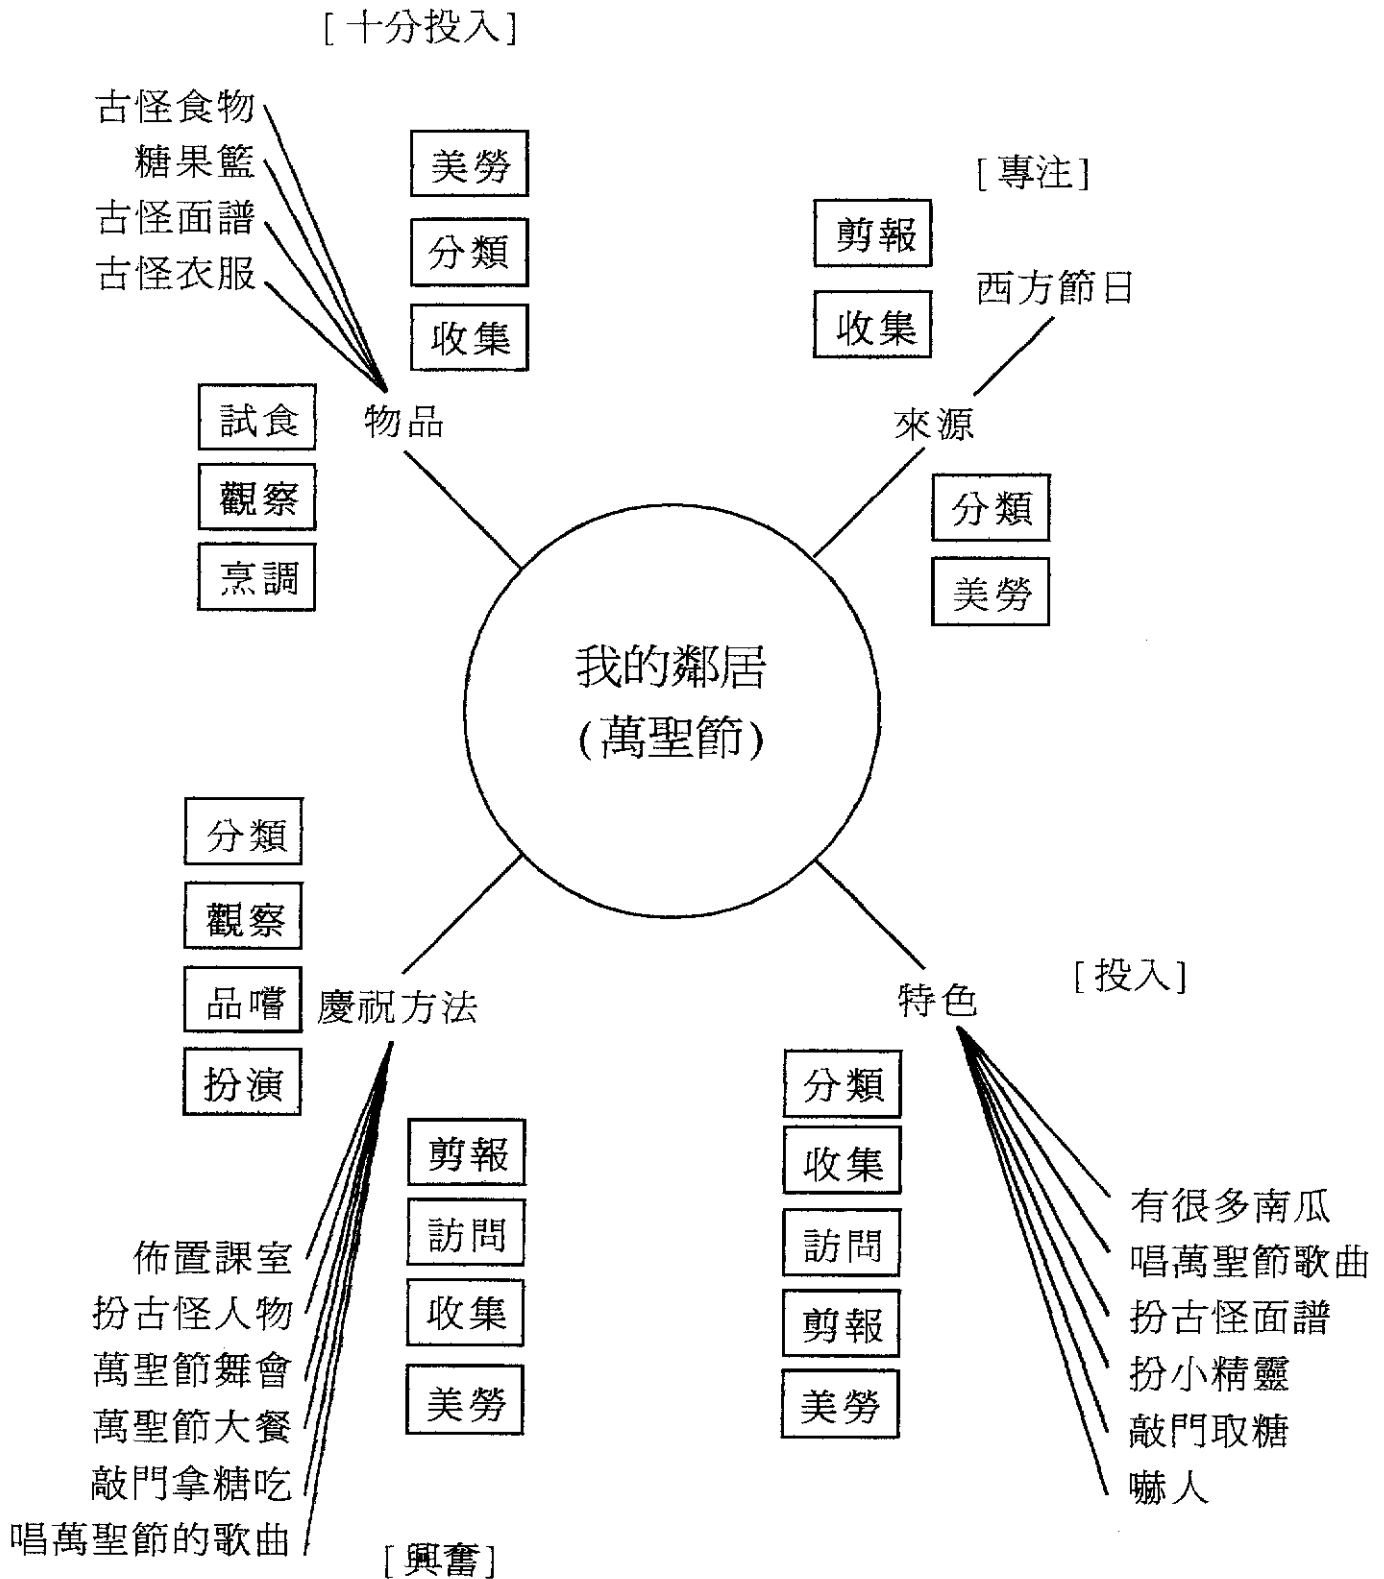 [十分投入]
古怪食物
糖果籃
古怪面譜
古怪衣服
美勞
分類
收集
試食
觀察
烹調
物品
[專注]
剪報
收集
西方節日
來源
分類
美勞
我的鄰居
(萬聖節)
分類
觀察
品嚐
扮演
慶祝方法
剪報
訪問
收集
美勞
佈置課室
扮古怪人物
萬聖節舞會
萬聖節大餐
敲門拿糖吃
唱萬聖節的歌曲
[興奮]
[投入]
特色
分類
收集
訪問
剪報
美勞
有很多南瓜
唱萬聖節歌曲
扮古怪面譜
扮小精靈
敲門取糖
嚇人